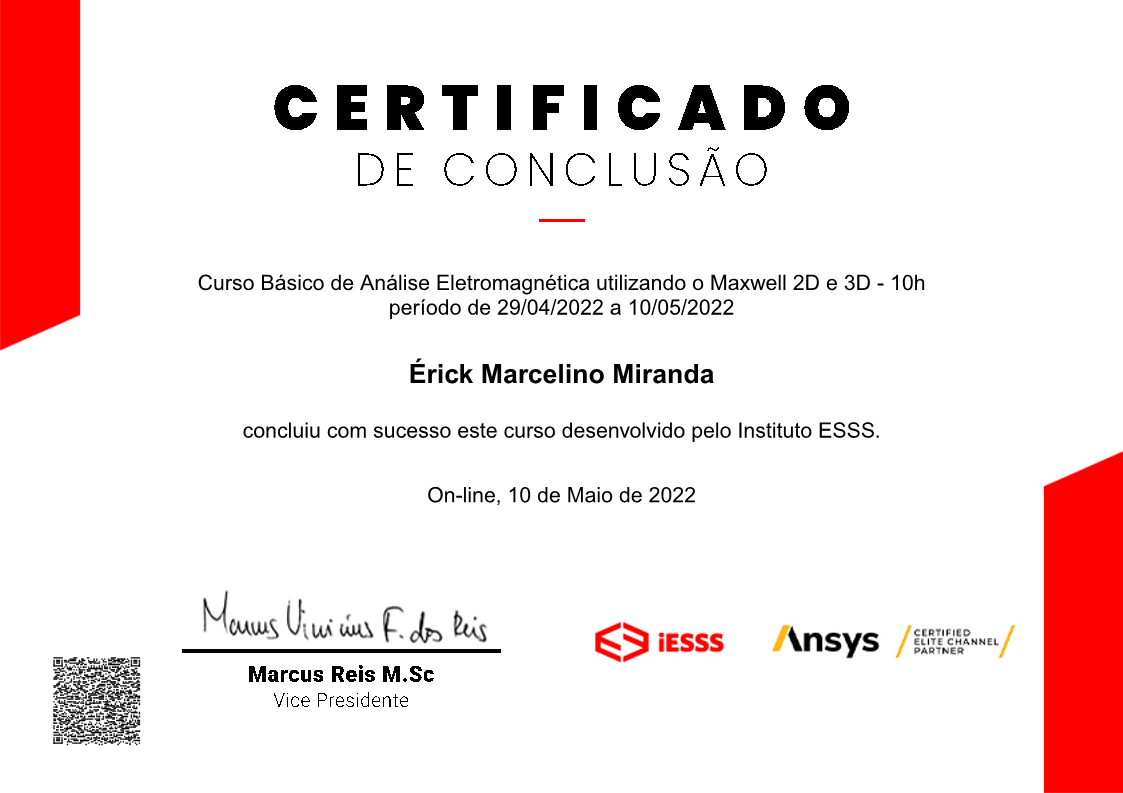 CERTIFICADO
DE CONCLUSÃO
Curso Básico de Análise Eletromagnética utilizando o Maxwell 2D e 3D - 10h
período de 29/04/2022 a 10/05/2022
Érick Marcelino Miranda
concluiu com sucesso este curso desenvolvido pelo Instituto ESSS.
On-line, 10 de Maio de 2022
Marcus Vinicius F. dos Reis
Marcus Reis M.Sc
Vice Presidente
iESSS
Ansys
CERTIFIED
ELITE CHANNEL
PARTNER